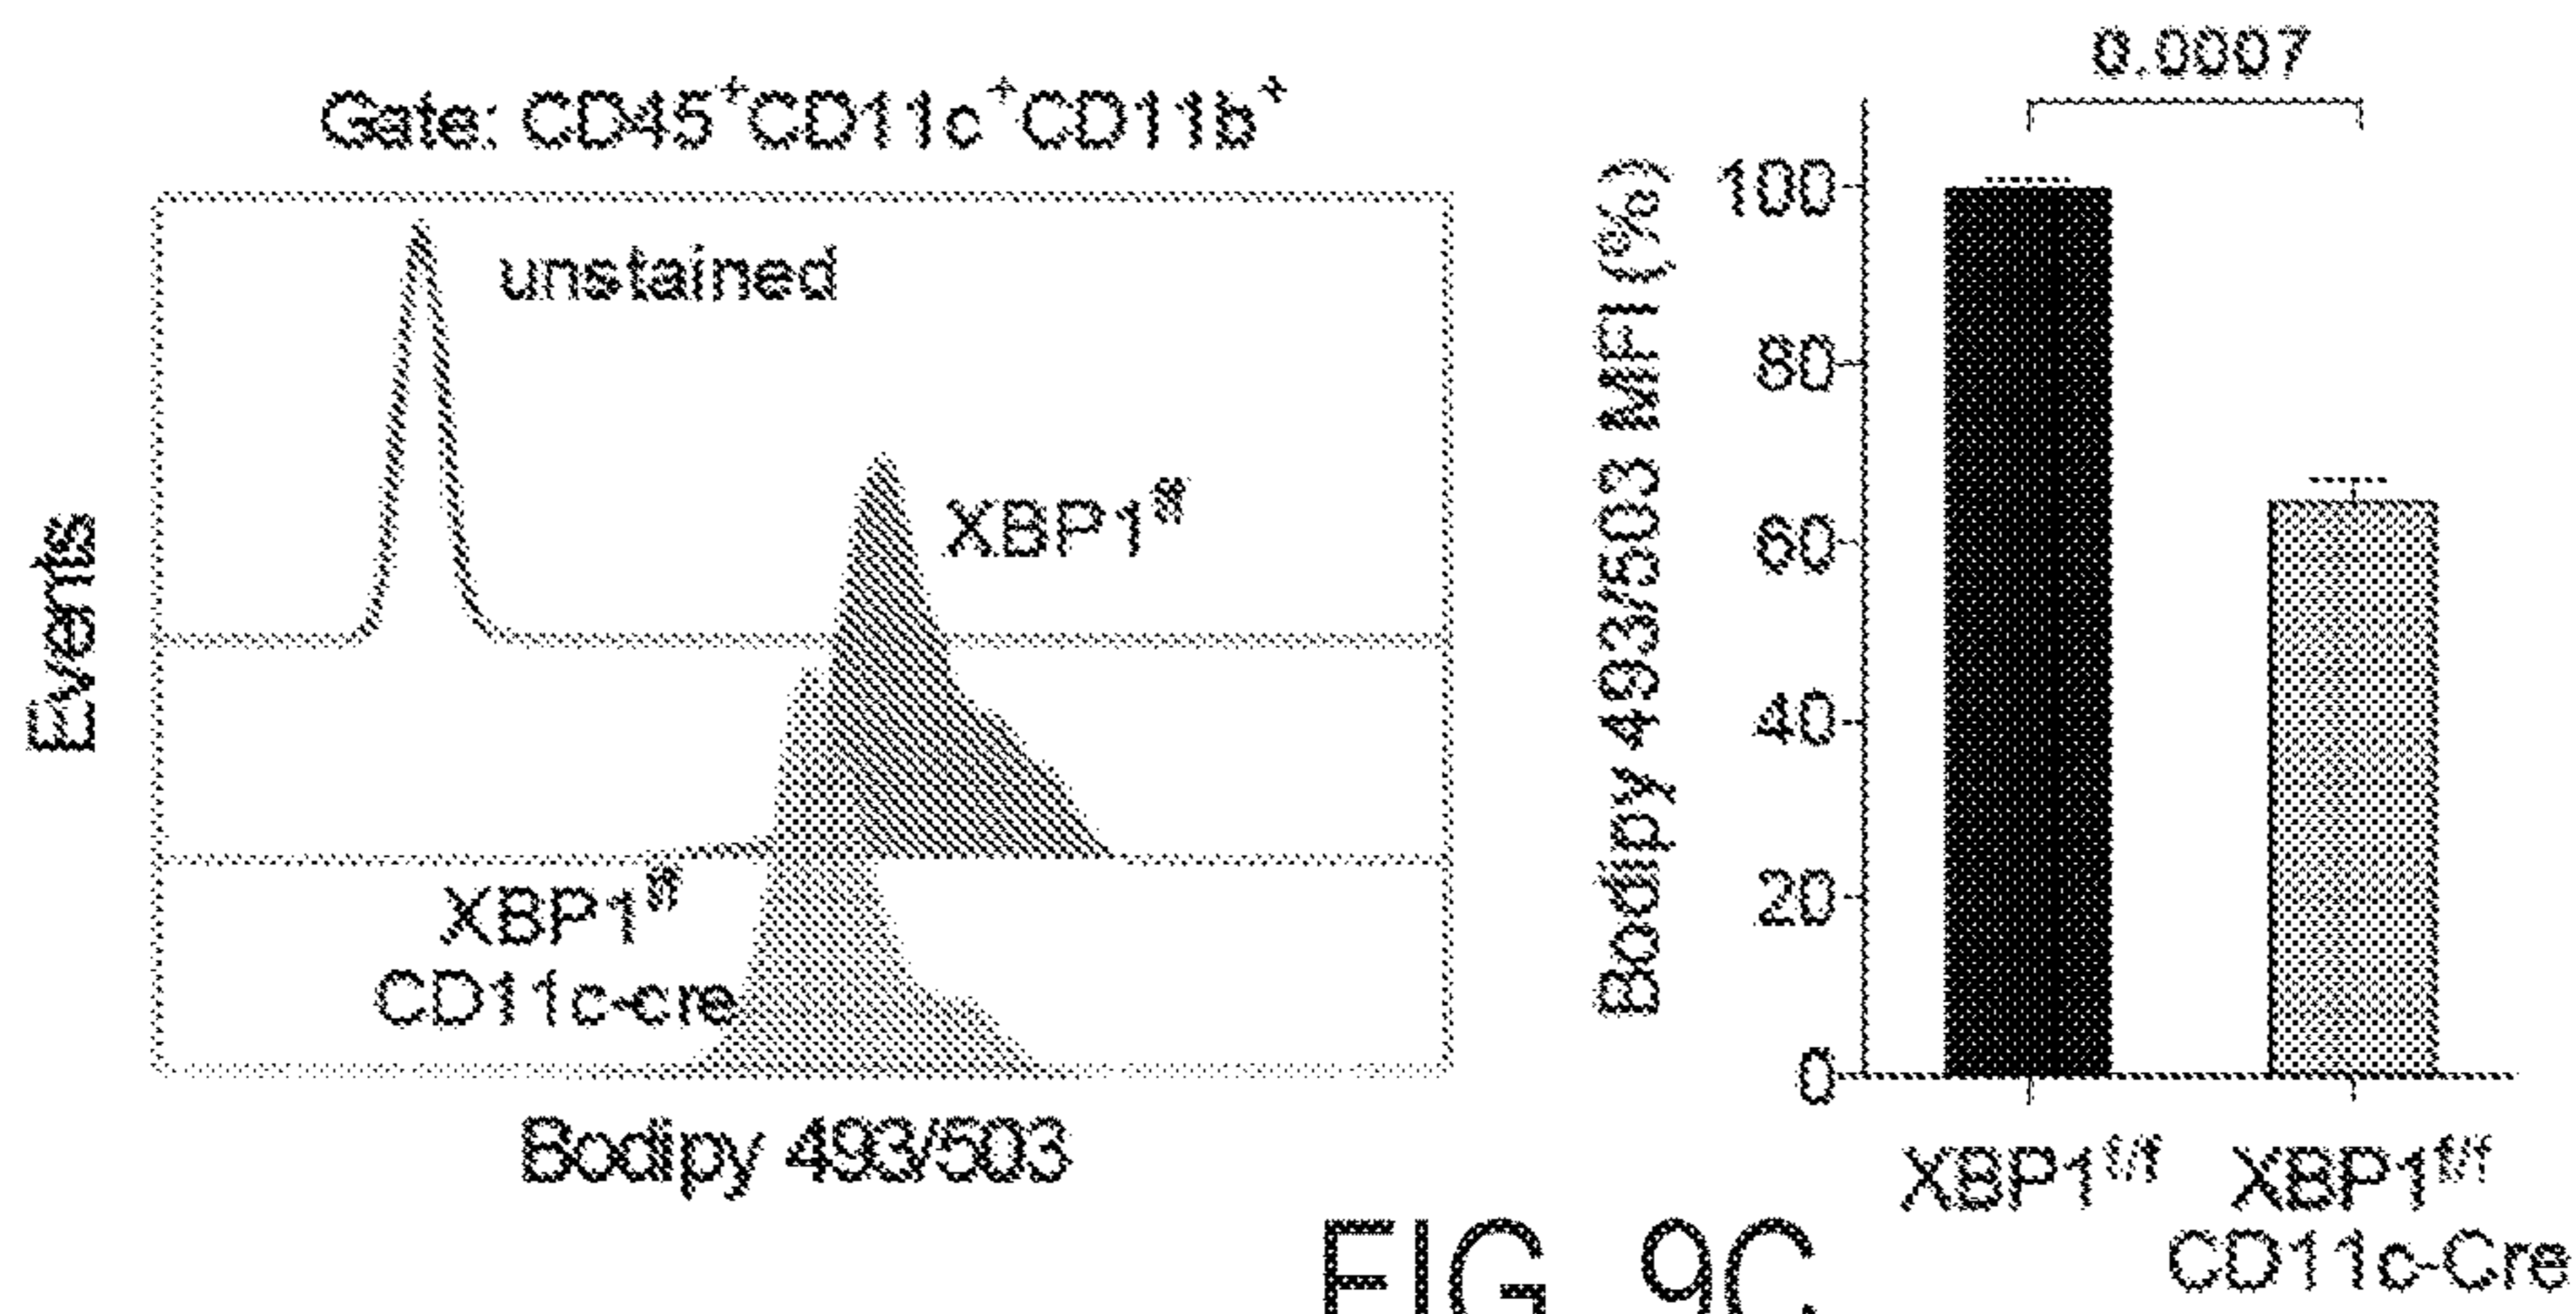 Gate: CD45⁺CD11c⁺CD11b⁺
unstained
XBP1f/f
XBP1f/f
CD11c-cre
Events
Bodipy 493/503
0.0007
Bodipy 493/503 MFI (%)
100
80
60
40
20
0
XBP1f/f
XBP1f/f
CD11c-Cre
FIG. 9C